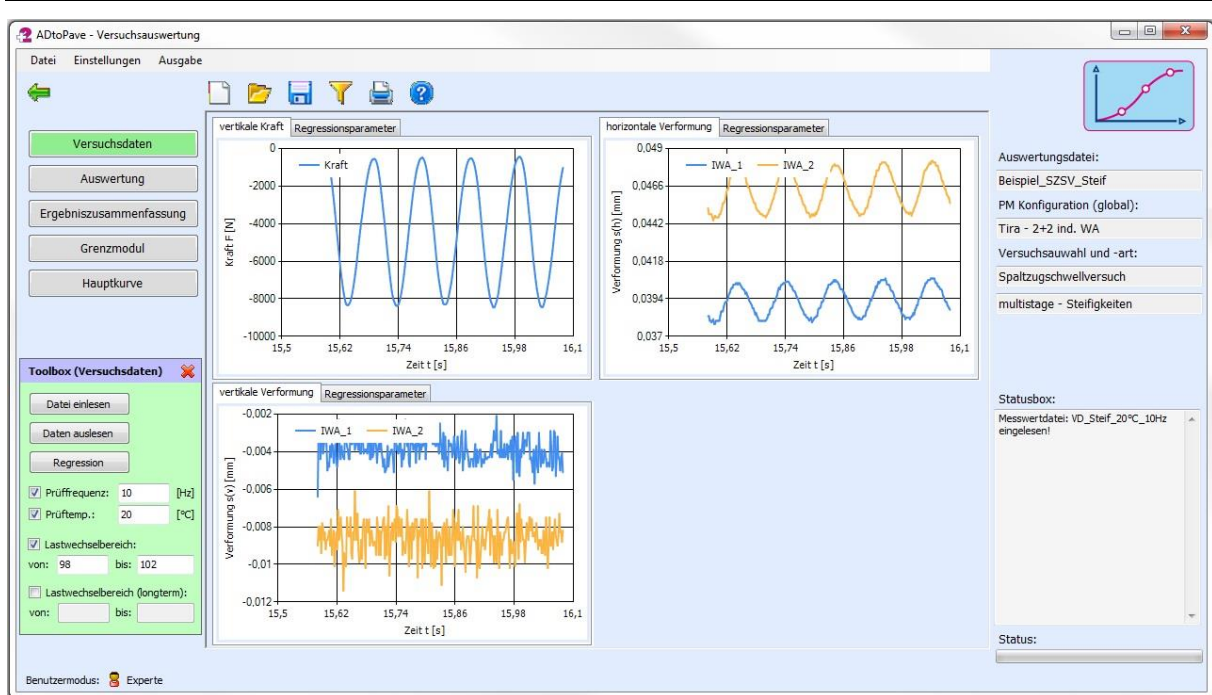 ADtoPave - Versuchsauswertung
Datei Einstellungen Ausgabe
Versuchsdaten
Auswertung
Ergebniszusammenfassung
Grenzmodul
Hauptkurve
Toolbox (Versuchsdaten)
Datei einlesen
Daten auslesen
Regression
Prüffrequenz: 10 [Hz]
Prüftemp.: 20 [°C]
Lastwechselbereich:
von: 98 bis: 102
Lastwechselbereich (longterm):
von: bis:
Benutzermodus: Experte
vertikale Kraft Regressionsparameter
Kraft
Kraft F [N]
0
-2000
-4000
-6000
-8000
-10000
15,5 15,62 15,74 15,86 15,98 16,1
Zeit t [s]
horizontale Verformung Regressionsparameter
IWA_1 IWA_2
Verformung s(h) [mm]
0,049
0,0466
0,0442
0,0418
0,0394
0,037
15,5 15,62 15,74 15,86 15,98 16,1
Zeit t [s]
vertikale Verformung Regressionsparameter
IWA_1 IWA_2
Verformung s(v) [mm]
-0,002
-0,004
-0,006
-0,008
-0,01
-0,012
15,5 15,62 15,74 15,86 15,98 16,1
Zeit t [s]
Auswertungsdatei:
Beispiel_SZSV_Steif
PM Konfiguration (global):
Tira - 2+2 ind. WA
Versuchsauwahl und -art:
Spaltzugschwellversuch
multistage - Steifigkeiten
Statusbox:
Messwertdatei: VD_Steif_20°C_10Hz
eingelesen!
Status: